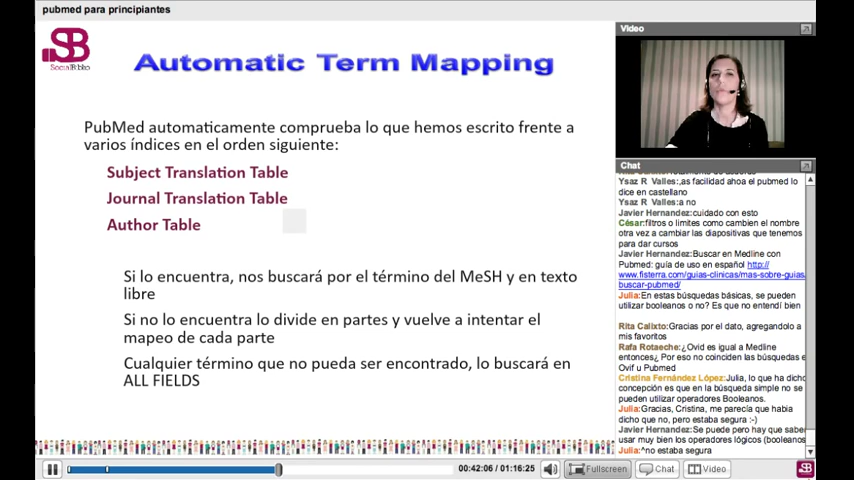 pubmed para principiantes
SB
SocialBiblio
Automatic Term Mapping
PubMed automaticamente comprueba lo que hemos escrito frente a
varios índices en el orden siguiente:
Subject Translation Table
Journal Translation Table
Author Table
Si lo encuentra, nos buscará por el término del MeSH y en texto
libre
Si no lo encuentra lo divide en partes y vuelve a intentar el
mapeo de cada parte
Cualquier término que no pueda ser encontrado, lo buscará en
ALL FIELDS
Video
Chat
Ysaz R Valles:,as facilidad ahoa el pubmed lo
dice en castellano
Ysaz R Valles:a no
Javier Hernandez:cuidado con esto
César:filtros o limites como cambien el nombre
otra vez a cambiar las diapositivas que tenemos
para dar cursos
Javier Hernandez:Buscar en Medline con
Pubmed: guía de uso en español http://
www.fisterra.com/guias-clinicas/mas-sobre-guias
buscar-pubmed/
Julia:En estas búsquedas básicas, se pueden
utilizar booleanos o no? Es que no entendí bien
Rita Calixto:Gracias por el dato, agregandolo a
mis favoritos
Rafa Rotaeche:¿Ovid es igual a Medline
entonces¿ Por eso no coinciden las búsquedas e
Ovif u Pubmed
Cristina Fernández López:Julia, lo que ha dicho
concepción es que en la búsqueda simple no se
pueden utilizar operadores Booleanos.
Julia:Gracias, Cristina, me parecía que habia
dicho que no, pero estaba segura :-)
Javier Hernandez:Se puede pero hay que saber
usar muy bien los operadores lógicos (booleanos
Julia:^no estaba segura
00:42:06 / 01:16:25
Fullscreen
Chat
Video
SB